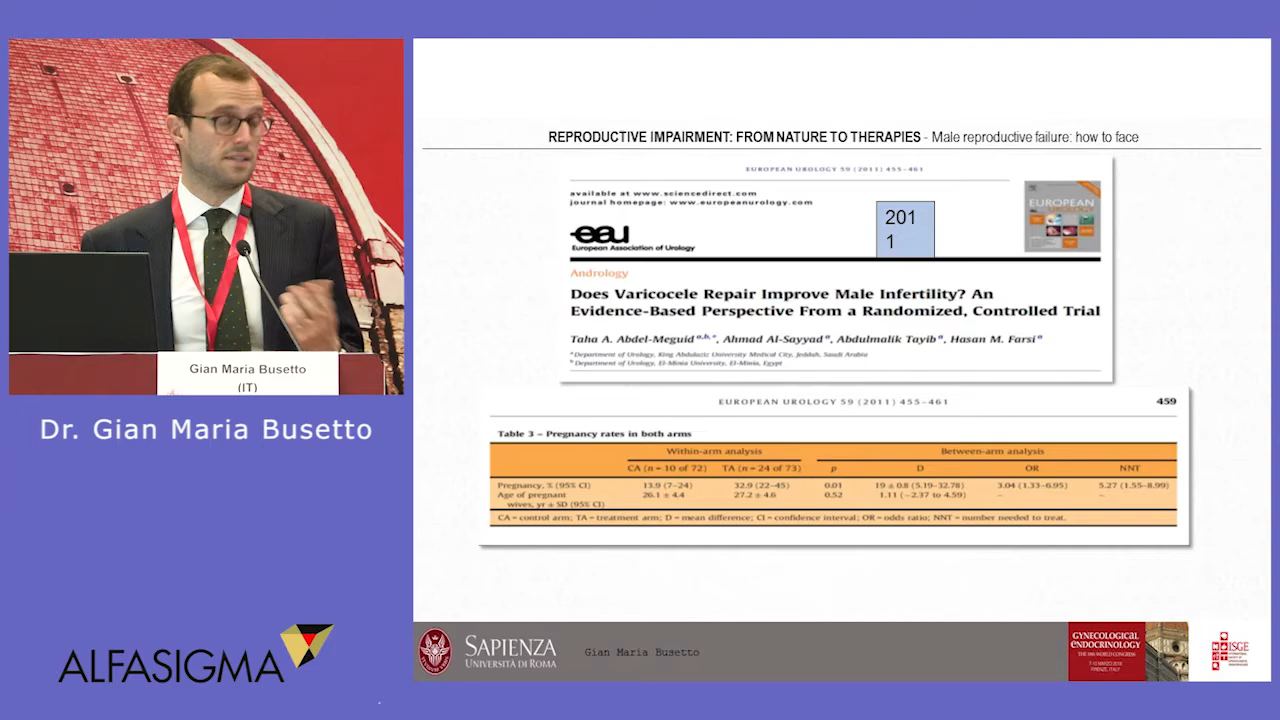 REPRODUCTIVE IMPAIRMENT: FROM NATURE TO THERAPIES - Male reproductive failure: how to face
EUROPEAN UROLOGY 59 (2011) 455–461
available at www.sciencedirect.com
journal homepage: www.europeanurology.com
EUROPEAN
201
1
eau
European Association of Urology
Andrology
Does Varicocele Repair Improve Male Infertility? An
Evidence-Based Perspective From a Randomized, Controlled Trial
Taha A. Abdel-Meguid a,b,*, Ahmad Al-Sayyad a, Abdulmalik Tayib a, Hasan M. Farsi a
a Department of Urology, King Abdulaziz University Medical City, Jeddah, Saudi Arabia
b Department of Urology, El-Minia University, El-Minia, Egypt
EUROPEAN UROLOGY 59 (2011) 455–461 459
Table 3 – Pregnancy rates in both arms
Within-arm analysis Between-arm analysis
CA (n = 10 of 72) TA (n = 24 of 73) p D OR NNT
Pregnancy, % (95% CI) 13.9 (7–24) 32.9 (22–45) 0.01 19 ± 0.8 (5.19–32.78) 3.04 (1.33–6.95) 5.27 (1.55–8.99)
Age of pregnant 26.1 ± 4.4 27.2 ± 4.6 0.52 1.11 (−2.37 to 4.59) – –
wives, yr ± SD (95% CI)
CA = control arm; TA = treatment arm; D = mean difference; CI = confidence interval; OR = odds ratio; NNT = number needed to treat.
Gian Maria Busetto
(IT)
Dr. Gian Maria Busetto
ALFASIGMA
SAPIENZA
UNIVERSITÀ DI ROMA
Gian Maria Busetto
GYNECOLOGICAL
ENDOCRINOLOGY
THE 18th WORLD CONGRESS
7-10 MARZO 2018
FIRENZE, ITALY
ISGE